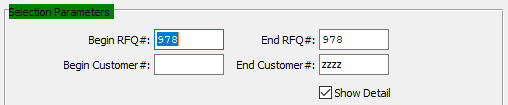 Selection Parameters
Begin RFQ#: 978 End RFQ#: 978
Begin Customer#: End Customer#: zzzz
Show Detail